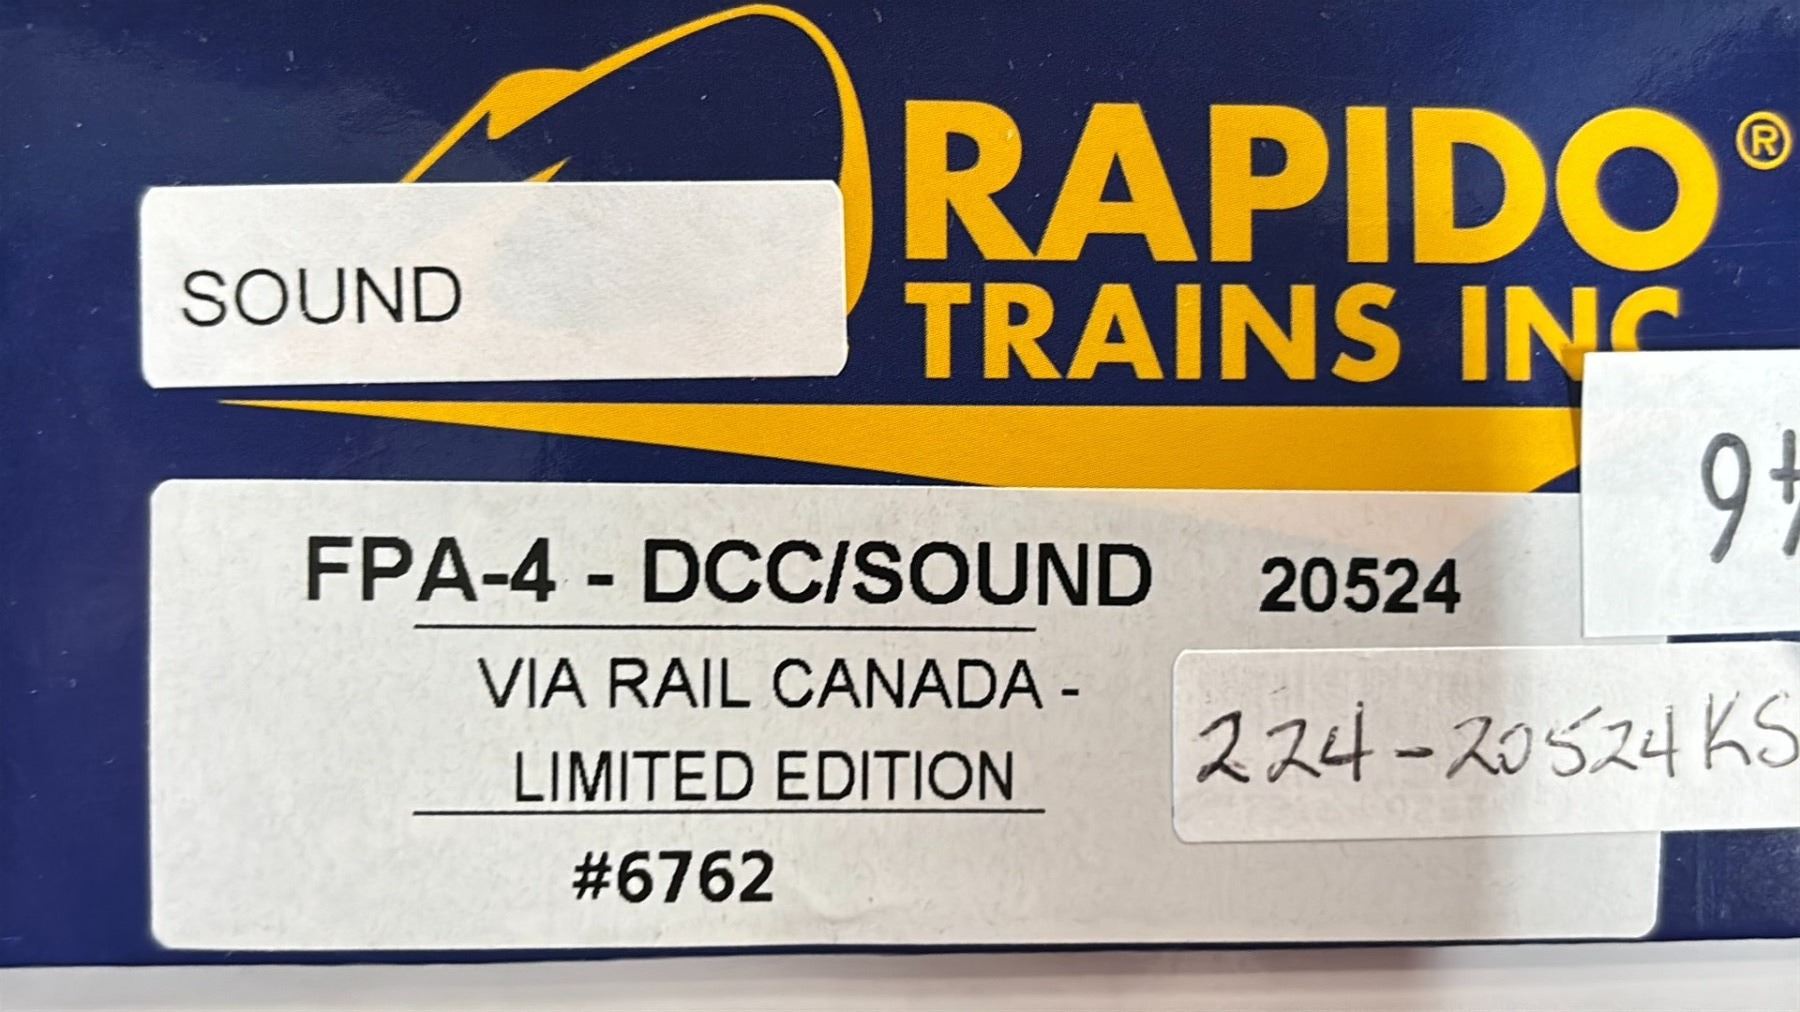 RAPIDO®
TRAINS INC
SOUND
FPA-4 - DCC/SOUND 20524
VIA RAIL CANADA -
LIMITED EDITION
#6762
224-20524KS